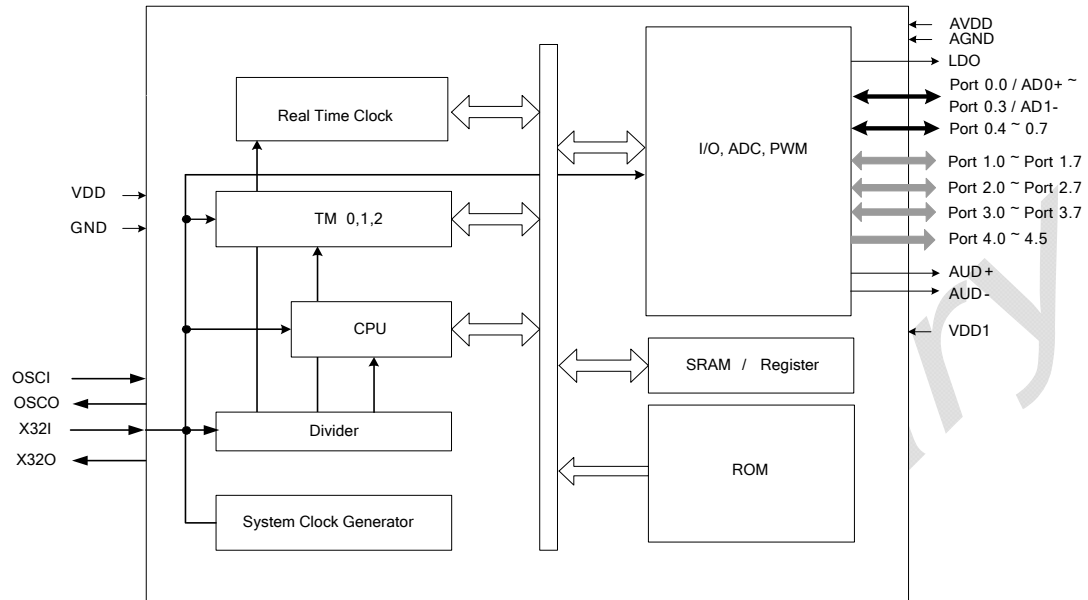 AVDD
AGND
LDO
Port 0.0 / AD0+ ~
Port 0.3 / AD1-
Port 0.4 ~ 0.7
Port 1.0 ~ Port 1.7
Port 2.0 ~ Port 2.7
Port 3.0 ~ Port 3.7
Port 4.0 ~ 4.5
AUD+
AUD-
VDD1
VDD
GND
OSCI
OSCO
X32I
X32O
Real Time Clock
TM 0,1,2
CPU
Divider
System Clock Generator
I/O, ADC, PWM
SRAM / Register
ROM
ry